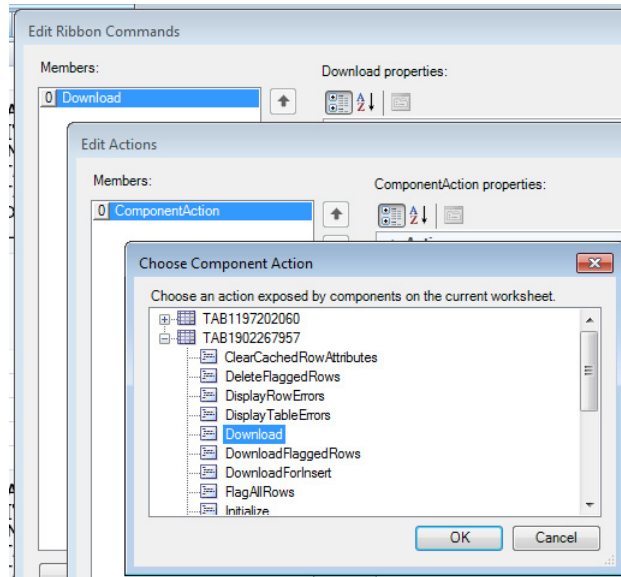 Edit Ribbon Commands
Members:
Download properties:
0 Download
Edit Actions
Members:
ComponentAction properties:
0 ComponentAction
Choose Component Action
Choose an action exposed by components on the current worksheet.
TAB1197202060
TAB1902267957
ClearCachedRowAttributes
DeleteFlaggedRows
DisplayRowErrors
DisplayTableErrors
Download
DownloadFlaggedRows
DownloadForInsert
FlagAllRows
Initialize
OK Cancel